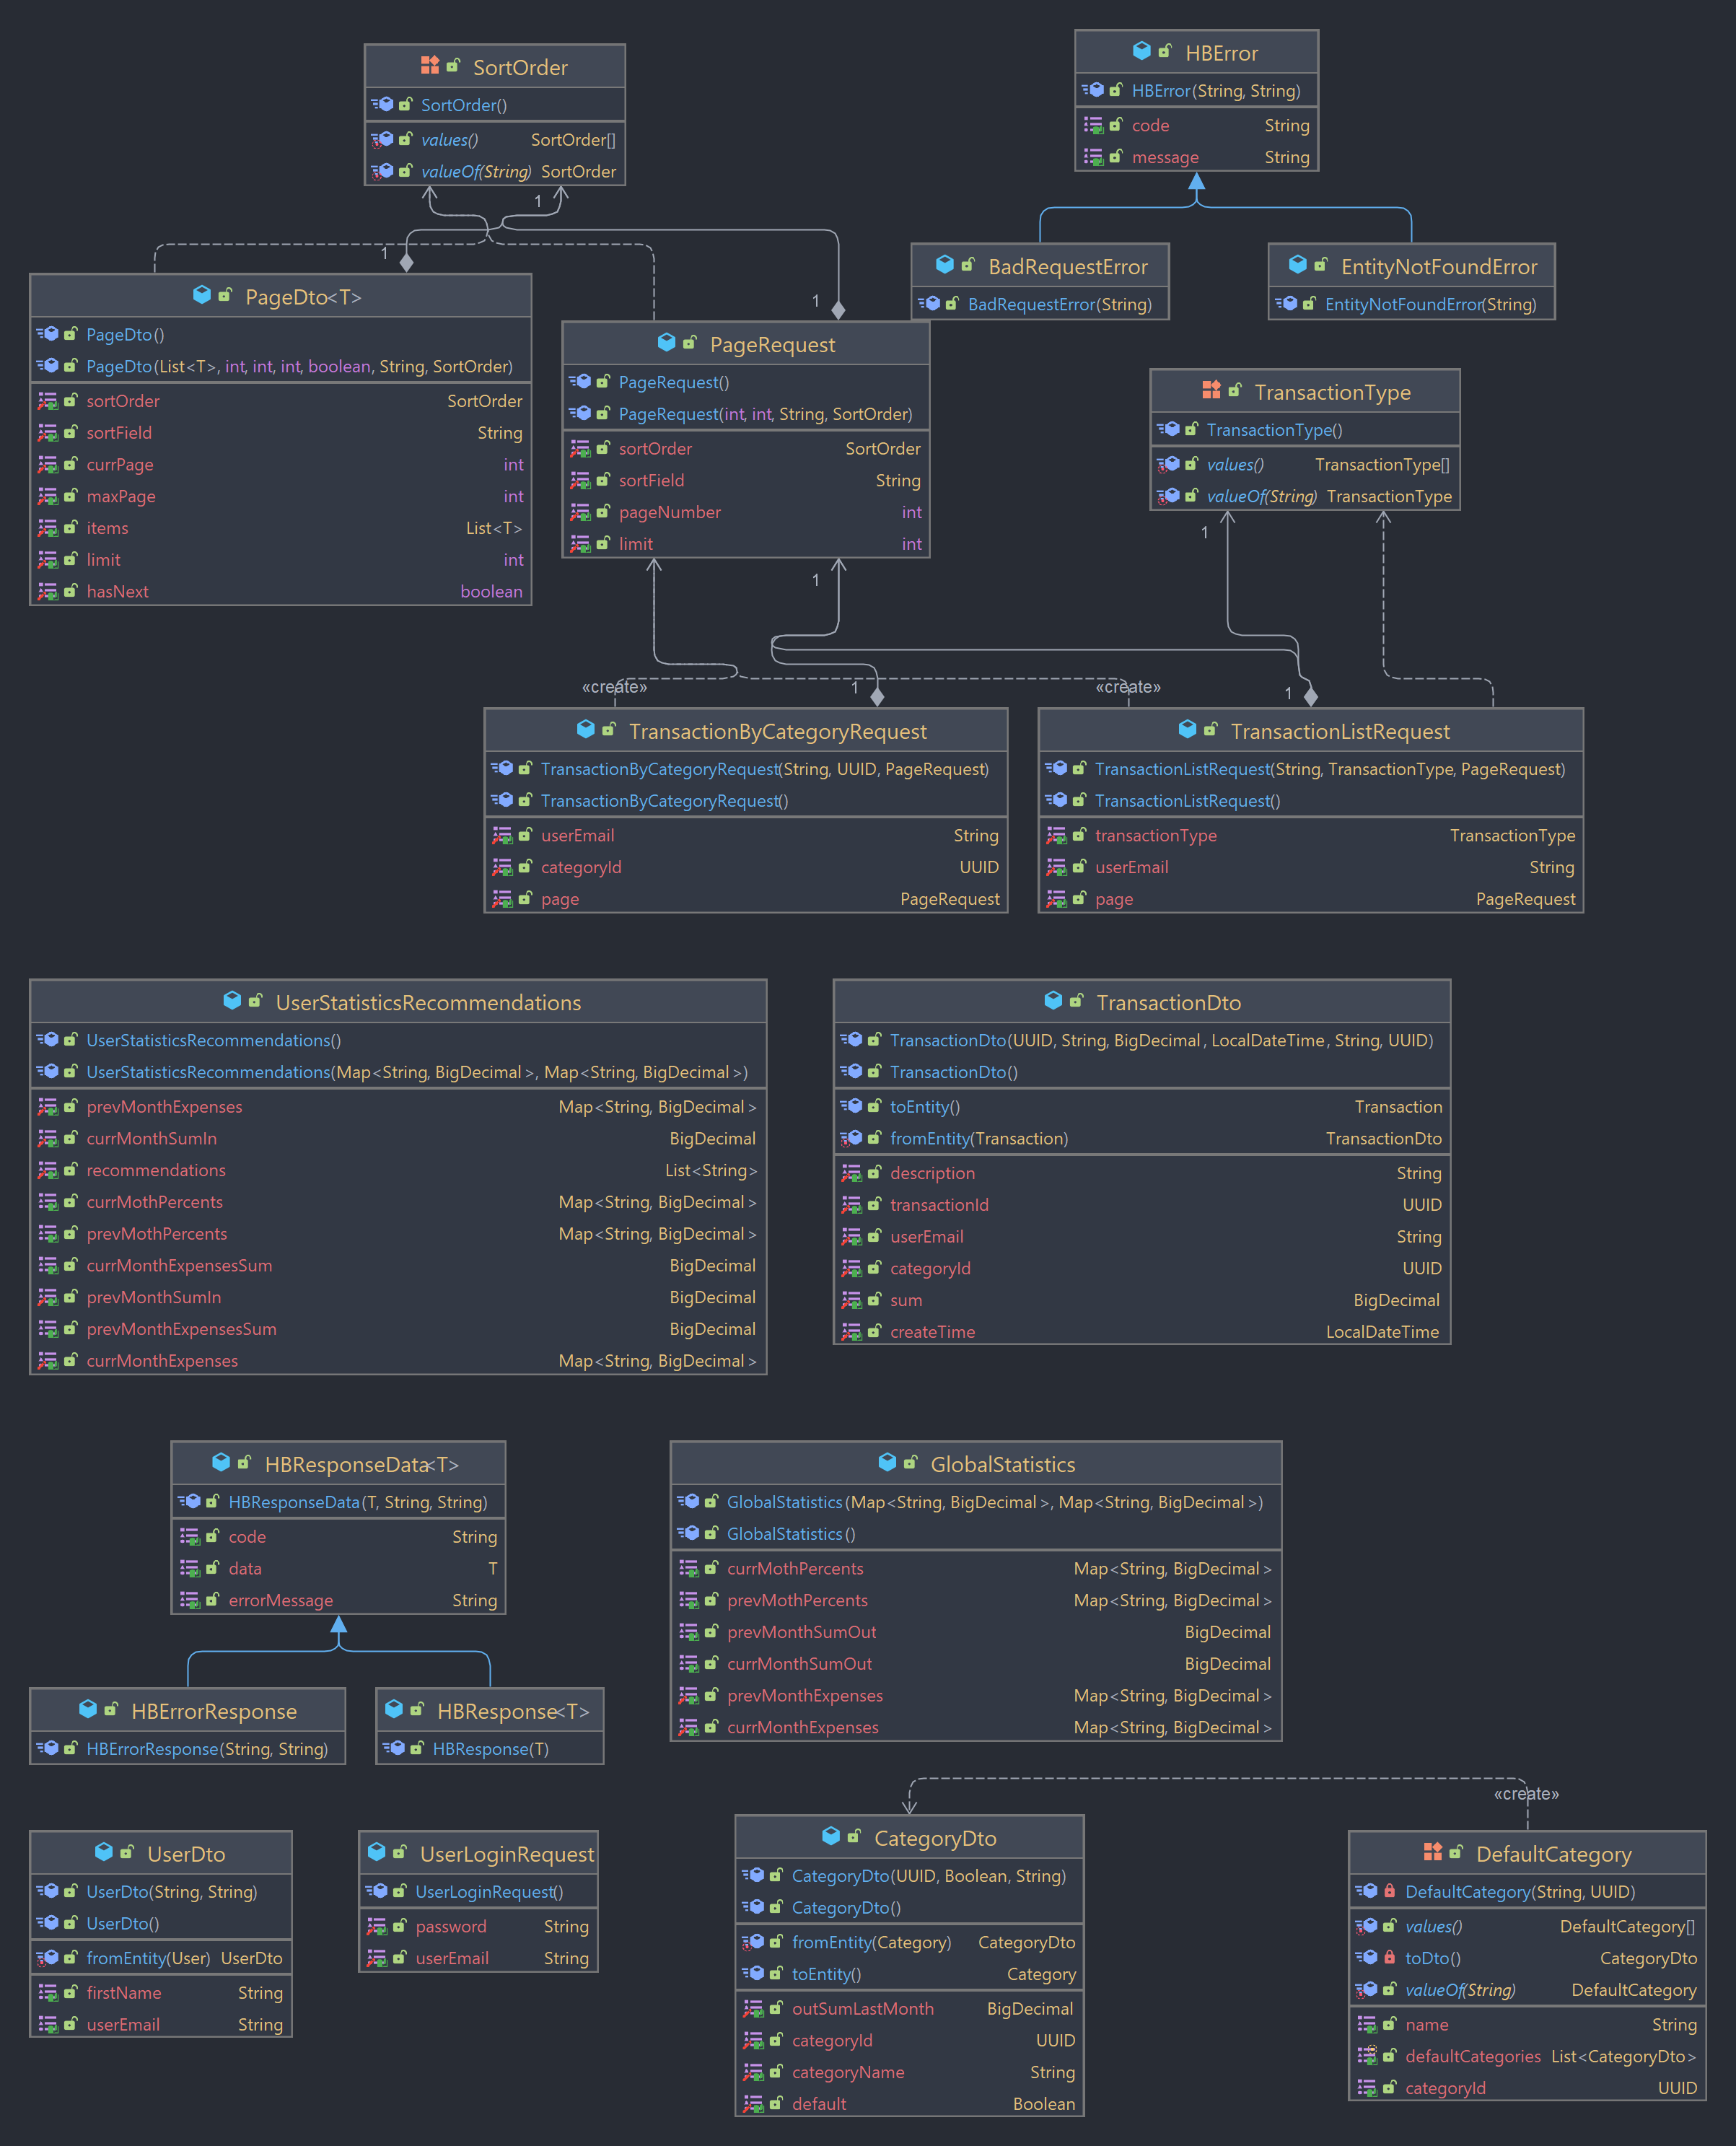 SortOrder
SortOrder()
values() SortOrder[]
valueOf(String) SortOrder
HBError
HBError(String, String)
code String
message String
1
1
1
BadRequestError
BadRequestError(String)
EntityNotFoundError
EntityNotFoundError(String)
PageDto<T>
PageDto()
PageDto(List<T>, int, int, int, boolean, String, SortOrder)
sortOrder SortOrder
sortField String
currPage int
maxPage int
items List<T>
limit int
hasNext boolean
PageRequest
PageRequest()
PageRequest(int, int, String, SortOrder)
sortOrder SortOrder
sortField String
pageNumber int
limit int
TransactionType
TransactionType()
values() TransactionType[]
valueOf(String) TransactionType
1
1
«create»
1
«create»
1
TransactionByCategoryRequest
TransactionByCategoryRequest(String, UUID, PageRequest)
TransactionByCategoryRequest()
userEmail String
categoryId UUID
page PageRequest
TransactionListRequest
TransactionListRequest(String, TransactionType, PageRequest)
TransactionListRequest()
transactionType TransactionType
userEmail String
page PageRequest
UserStatisticsRecommendations
UserStatisticsRecommendations()
UserStatisticsRecommendations(Map<String, BigDecimal>, Map<String, BigDecimal>)
prevMonthExpenses Map<String, BigDecimal>
currMonthSumIn BigDecimal
recommendations List<String>
currMothPercents Map<String, BigDecimal>
prevMothPercents Map<String, BigDecimal>
currMonthExpensesSum BigDecimal
prevMonthSumIn BigDecimal
prevMonthExpensesSum BigDecimal
currMonthExpenses Map<String, BigDecimal>
TransactionDto
TransactionDto(UUID, String, BigDecimal, LocalDateTime, String, UUID)
TransactionDto()
toEntity() Transaction
fromEntity(Transaction) TransactionDto
description String
transactionId UUID
userEmail String
categoryId UUID
sum BigDecimal
createTime LocalDateTime
HBResponseData<T>
HBResponseData(T, String, String)
code String
data T
errorMessage String
GlobalStatistics
GlobalStatistics(Map<String, BigDecimal>, Map<String, BigDecimal>)
GlobalStatistics()
currMothPercents Map<String, BigDecimal>
prevMothPercents Map<String, BigDecimal>
prevMonthSumOut BigDecimal
currMonthSumOut BigDecimal
prevMonthExpenses Map<String, BigDecimal>
currMonthExpenses Map<String, BigDecimal>
HBErrorResponse
HBErrorResponse(String, String)
HBResponse<T>
HBResponse(T)
«create»
UserDto
UserDto(String, String)
UserDto()
fromEntity(User) UserDto
firstName String
userEmail String
UserLoginRequest
UserLoginRequest()
password String
userEmail String
CategoryDto
CategoryDto(UUID, Boolean, String)
CategoryDto()
fromEntity(Category) CategoryDto
toEntity() Category
outSumLastMonth BigDecimal
categoryId UUID
categoryName String
default Boolean
DefaultCategory
DefaultCategory(String, UUID)
values() DefaultCategory[]
toDto() CategoryDto
valueOf(String) DefaultCategory
name String
defaultCategories List<CategoryDto>
categoryId UUID